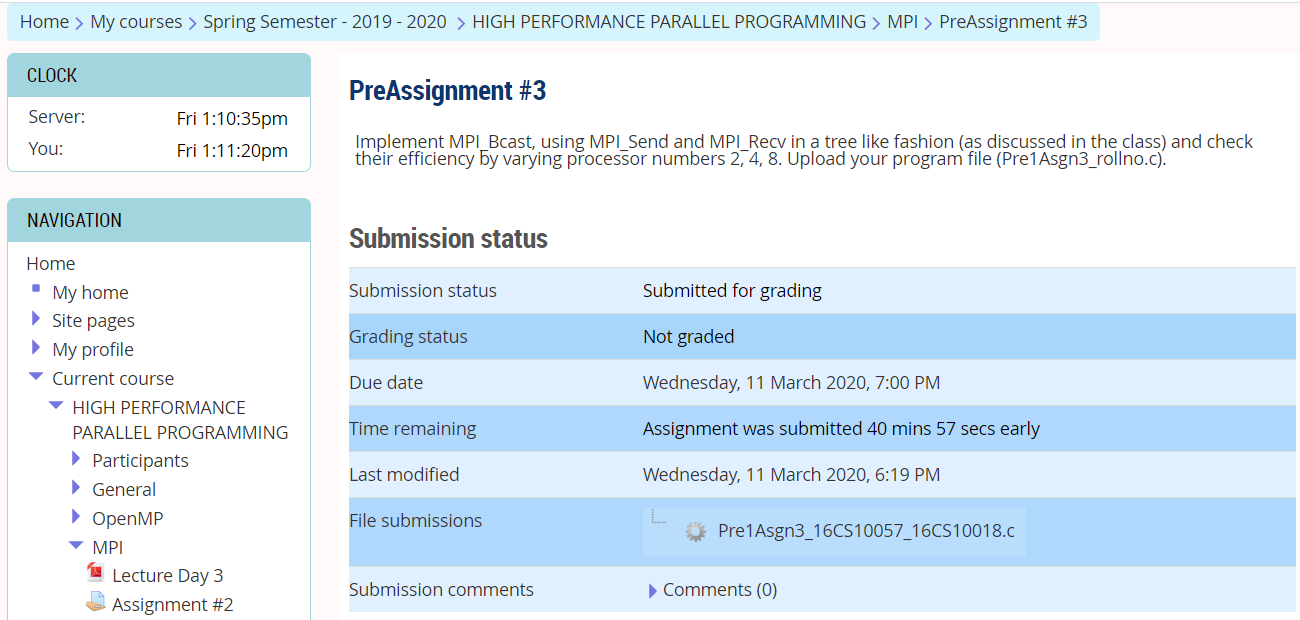 Home > My courses > Spring Semester - 2019 - 2020 > HIGH PERFORMANCE PARALLEL PROGRAMMING > MPI > PreAssignment #3
CLOCK
Server: Fri 1:10:35pm
You: Fri 1:11:20pm
NAVIGATION
Home
My home
Site pages
My profile
Current course
HIGH PERFORMANCE
PARALLEL PROGRAMMING
Participants
General
OpenMP
MPI
Lecture Day 3
Assignment #2
PreAssignment #3
Implement MPI_Bcast, using MPI_Send and MPI_Recv in a tree like fashion (as discussed in the class) and check
their efficiency by varying processor numbers 2, 4, 8. Upload your program file (Pre1Asgn3_rollno.c).
Submission status
Submission status Submitted for grading
Grading status Not graded
Due date Wednesday, 11 March 2020, 7:00 PM
Time remaining Assignment was submitted 40 mins 57 secs early
Last modified Wednesday, 11 March 2020, 6:19 PM
File submissions Pre1Asgn3_16CS10057_16CS10018.c
Submission comments Comments (0)